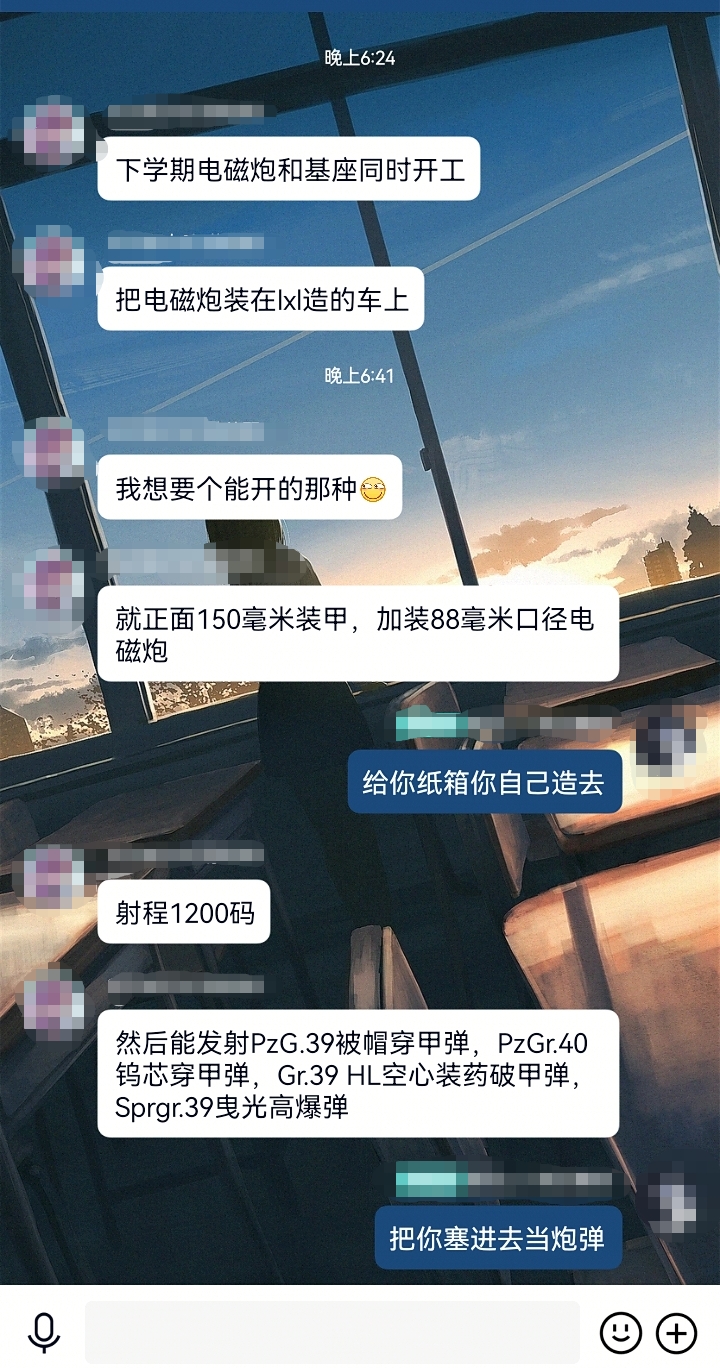 晚上6:24
下学期电磁炮和基座同时开工
把电磁炮装在lxl造的车上
晚上6:41
我想要个能开的那种
就正面150毫米装甲，加装88毫米口径电
磁炮
给你纸箱你自己造去
射程1200码
然后能发射PzG.39被帽穿甲弹，PzGr.40
钨芯穿甲弹，Gr.39 HL空心装药破甲弹，
Sprgr.39曳光高爆弹
把你塞进去当炮弹